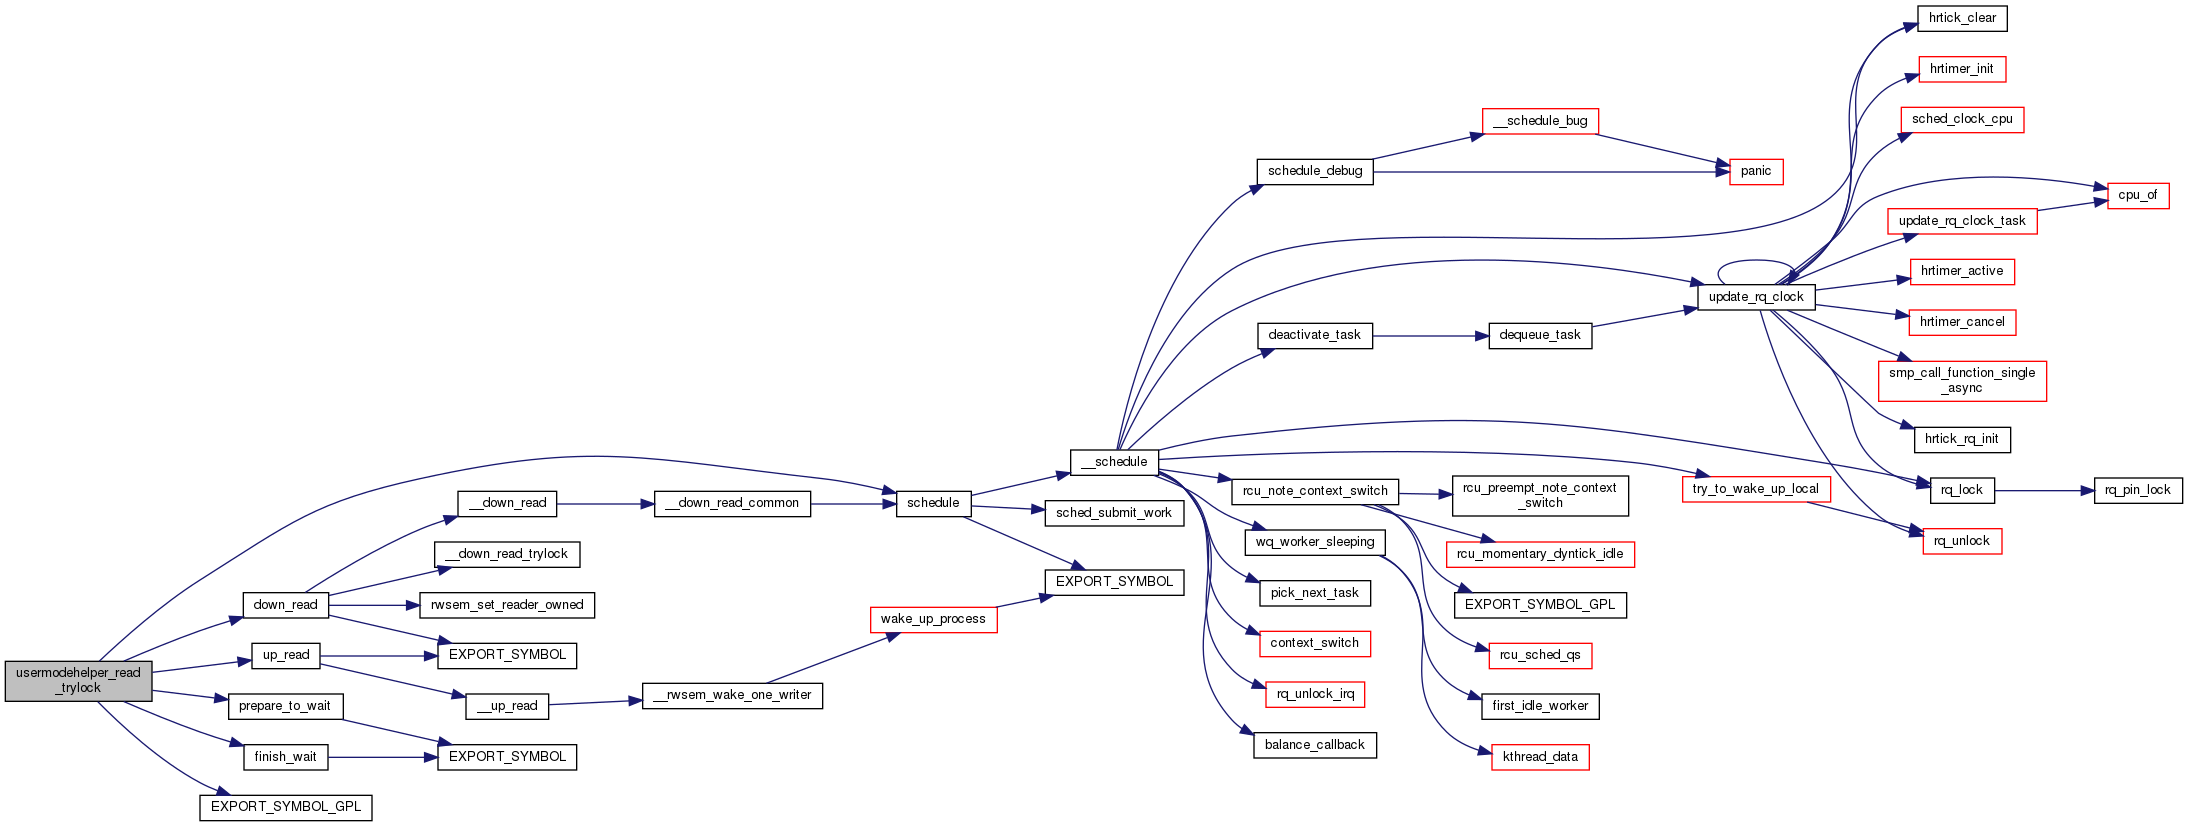 usermodehelper_read
_trylock
down_read
up_read
prepare_to_wait
finish_wait
EXPORT_SYMBOL_GPL
__down_read
__down_read_trylock
rwsem_set_reader_owned
EXPORT_SYMBOL
__up_read
EXPORT_SYMBOL
__down_read_common
__rwsem_wake_one_writer
schedule
wake_up_process
__schedule
sched_submit_work
EXPORT_SYMBOL
schedule_debug
deactivate_task
rcu_note_context_switch
wq_worker_sleeping
pick_next_task
context_switch
rq_unlock_irq
balance_callback
__schedule_bug
dequeue_task
rcu_preempt_note_context
_switch
rcu_momentary_dyntick_idle
EXPORT_SYMBOL_GPL
rcu_sched_qs
first_idle_worker
kthread_data
panic
update_rq_clock
try_to_wake_up_local
hrtick_clear
hrtimer_init
sched_clock_cpu
update_rq_clock_task
hrtimer_active
hrtimer_cancel
smp_call_function_single
_async
hrtick_rq_init
rq_lock
rq_unlock
cpu_of
rq_pin_lock